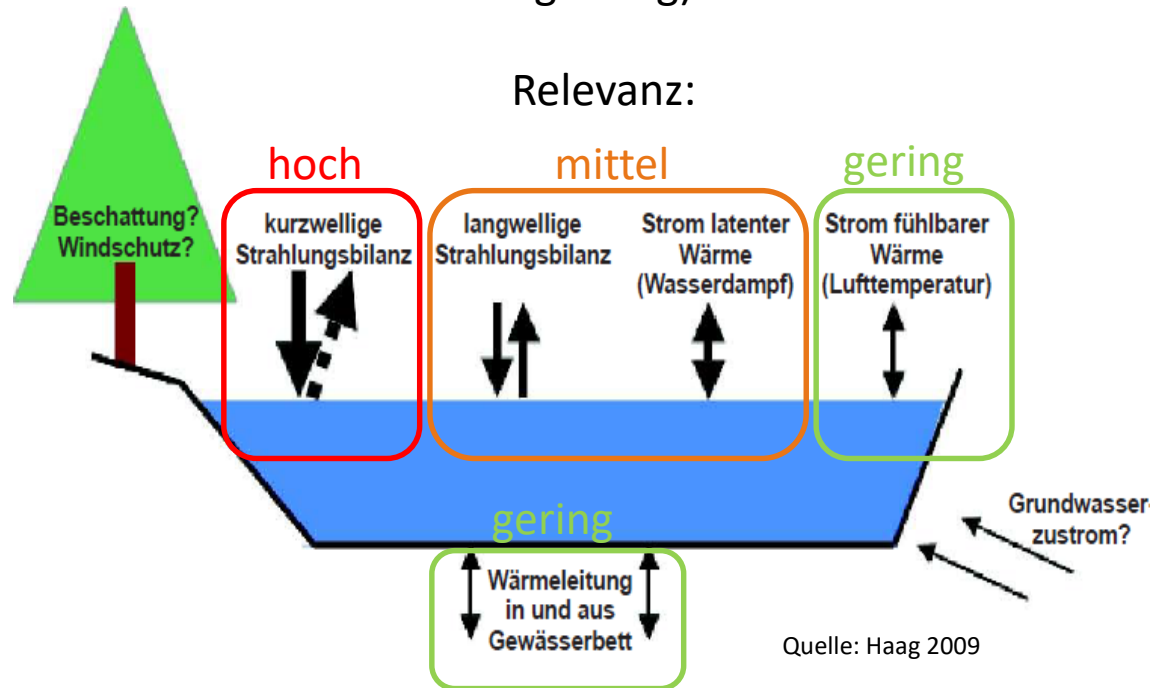 Relevanz:
hoch
mittel
gering
Beschattung?
Windschutz?
kurzwellige
Strahlungsbilanz
langwellige
Strahlungsbilanz
Strom latenter
Wärme
(Wasserdampf)
Strom fühlbarer
Wärme
(Lufttemperatur)
gering
Wärmeleitung
in und aus
Gewässerbett
Grundwasser-
zustrom?
Quelle: Haag 2009